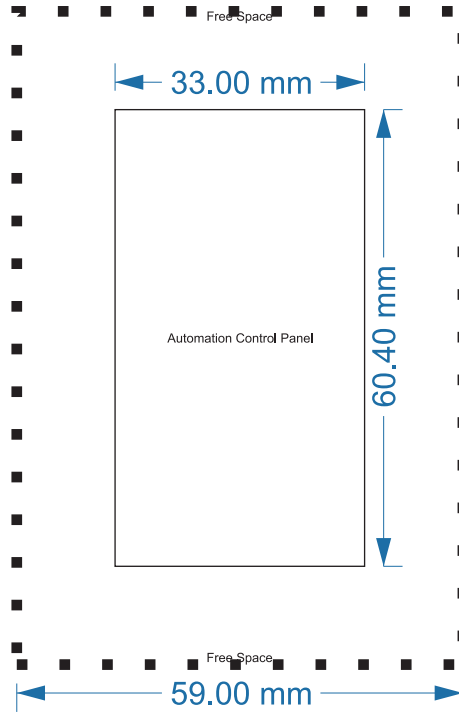 Free Space
33.00 mm
Automation Control Panel
60.40 mm
Free Space
59.00 mm